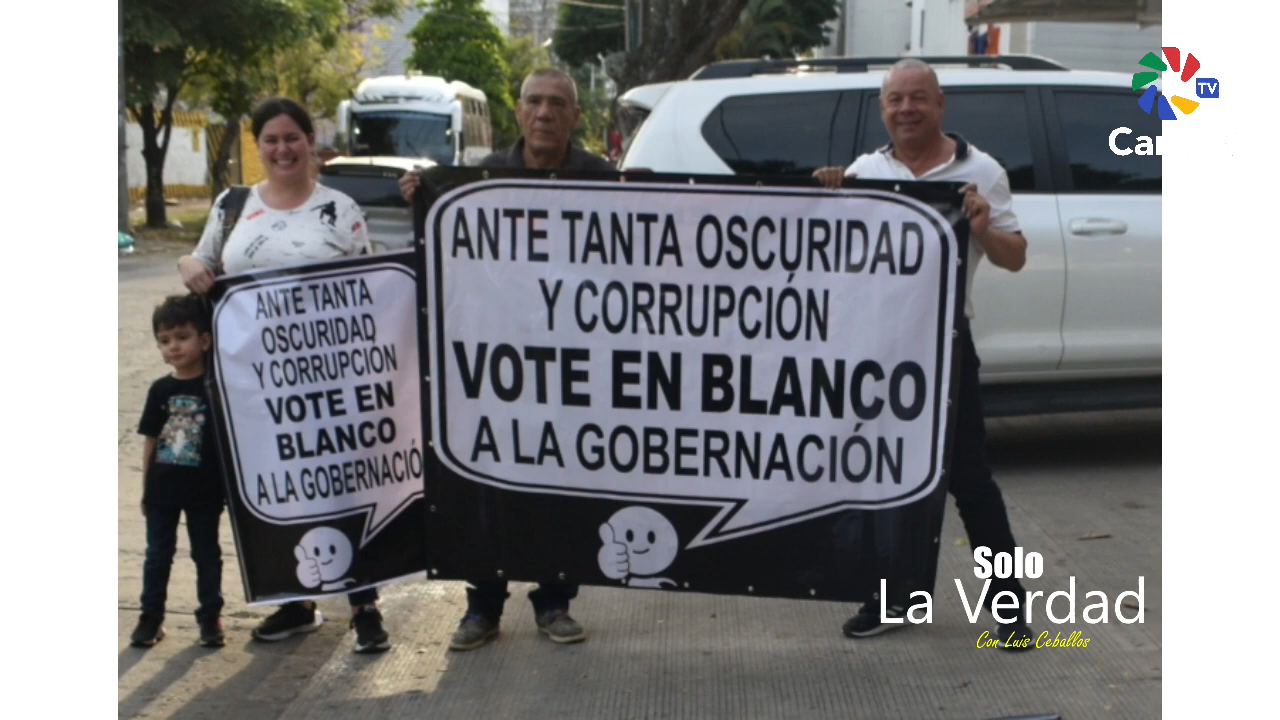 ANTE TANTA
OSCURIDAD
Y CORRUPCIÓN
VOTE EN
BLANCO
A LA GOBERNACIÓ
ANTE TANTA OSCURIDAD
Y CORRUPCIÓN
VOTE EN BLANCO
A LA GOBERNACIÓN
TV
Solo
La Verdad
Con Luis Ceballos